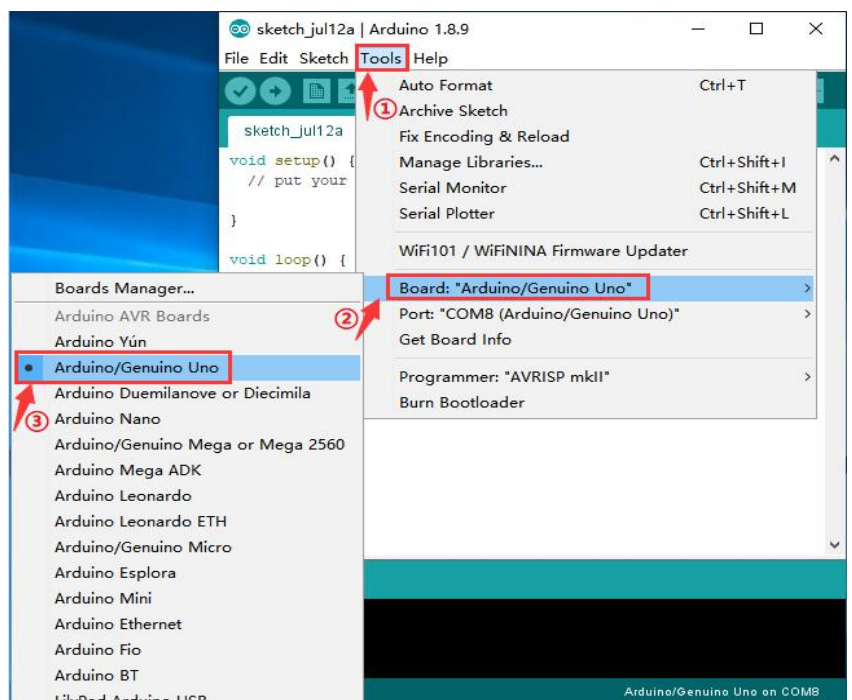 sketch_jul12a | Arduino 1.8.9
File Edit Sketch Tools Help
①
sketch_jul12a
void setup() {
// put your
}
void loop() {
Auto Format Ctrl+T
Archive Sketch
Fix Encoding & Reload
Manage Libraries... Ctrl+Shift+I
Serial Monitor Ctrl+Shift+M
Serial Plotter Ctrl+Shift+L
WiFi101 / WiFiNINA Firmware Updater
Board: "Arduino/Genuino Uno"
②
Port: "COM8 (Arduino/Genuino Uno)"
Get Board Info
Programmer: "AVRISP mkII"
Burn Bootloader
Boards Manager...
Arduino AVR Boards
Arduino Yún
Arduino/Genuino Uno
Arduino Duemilanove or Diecimila
③
Arduino Nano
Arduino/Genuino Mega or Mega 2560
Arduino Mega ADK
Arduino Leonardo
Arduino Leonardo ETH
Arduino/Genuino Micro
Arduino Esplora
Arduino Mini
Arduino Ethernet
Arduino Fio
Arduino BT
LilyPad Arduino USB
Arduino/Genuino Uno on COM8